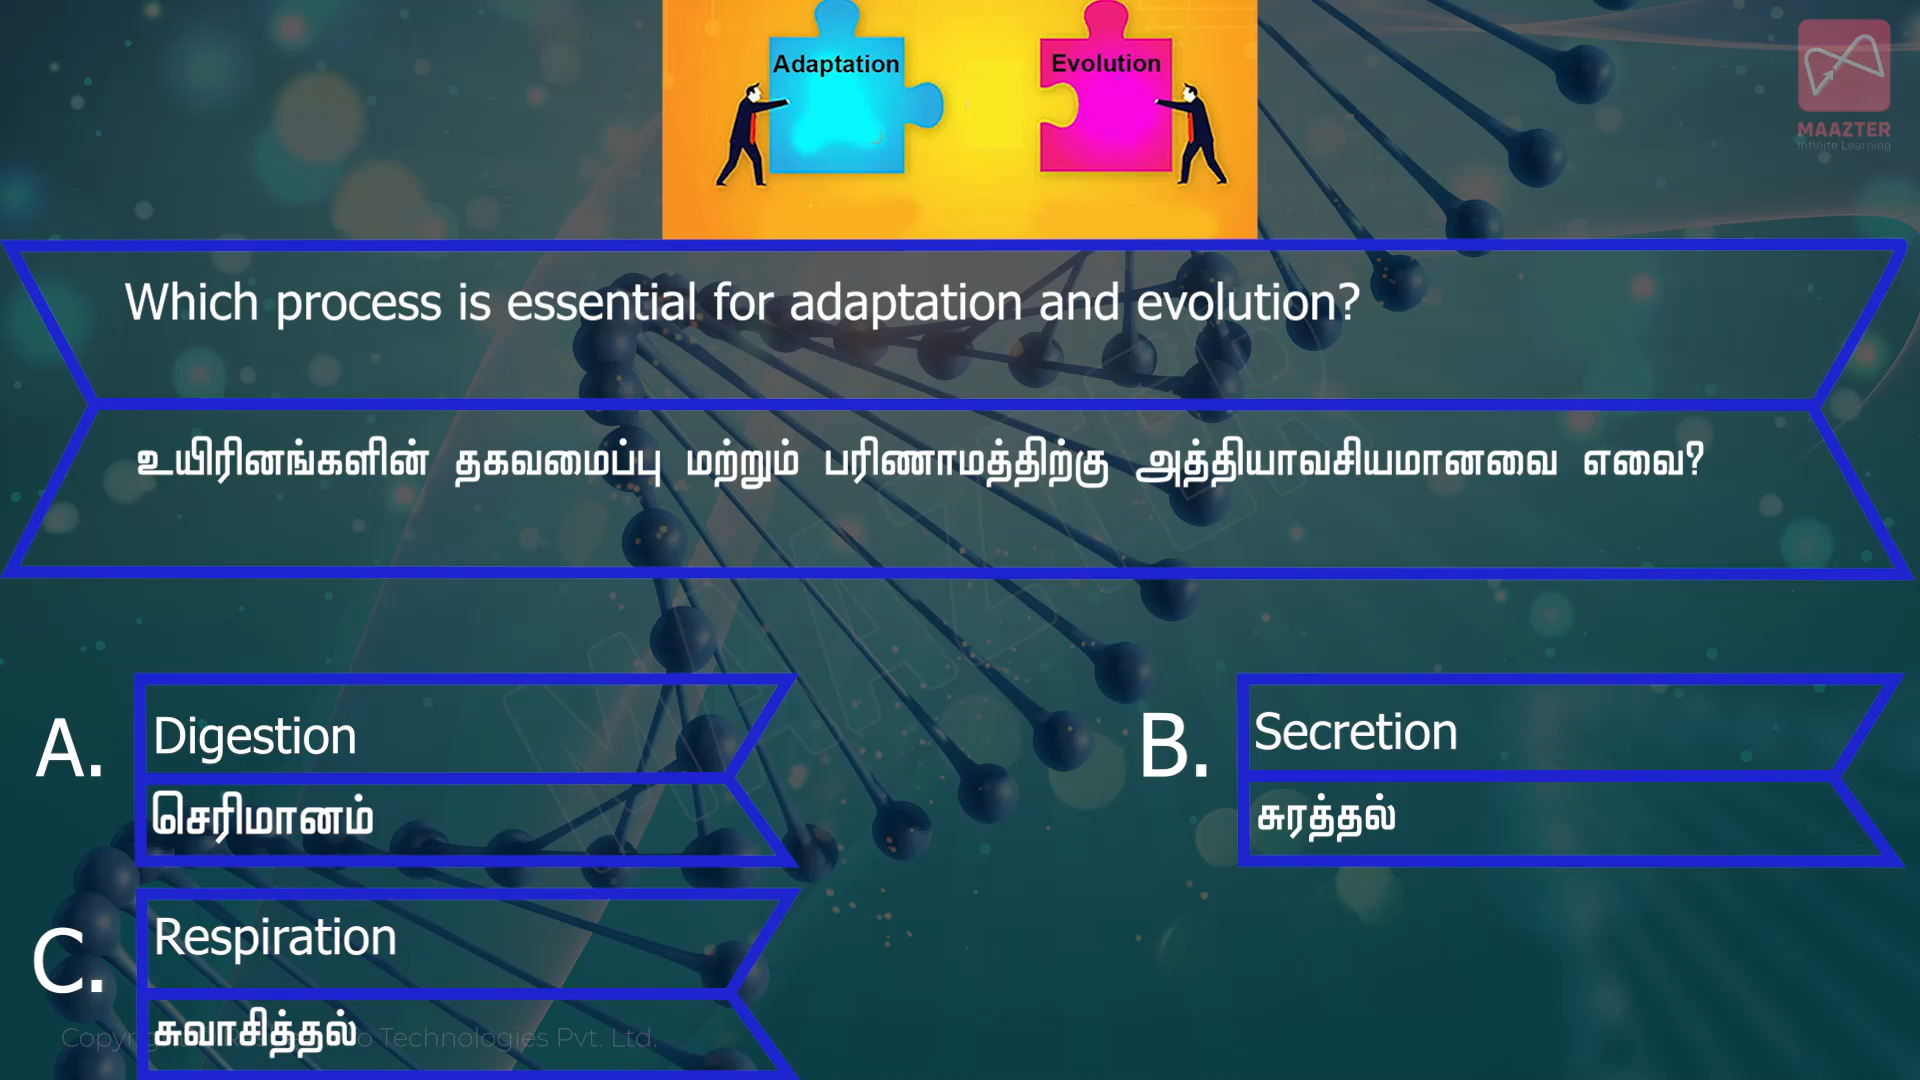 Adaptation
Evolution
MAAZTER
Infinite Learning
Which process is essential for adaptation and evolution?
உயிரினங்களின் தகவமைப்பு மற்றும் பரிணாமத்திற்கு அத்தியாவசியமானவை எவை?
A.
Digestion
செரிமானம்
B.
Secretion
சுரத்தல்
C.
Respiration
சுவாசித்தல்
Technologies Pvt. Ltd.
MAAZTER